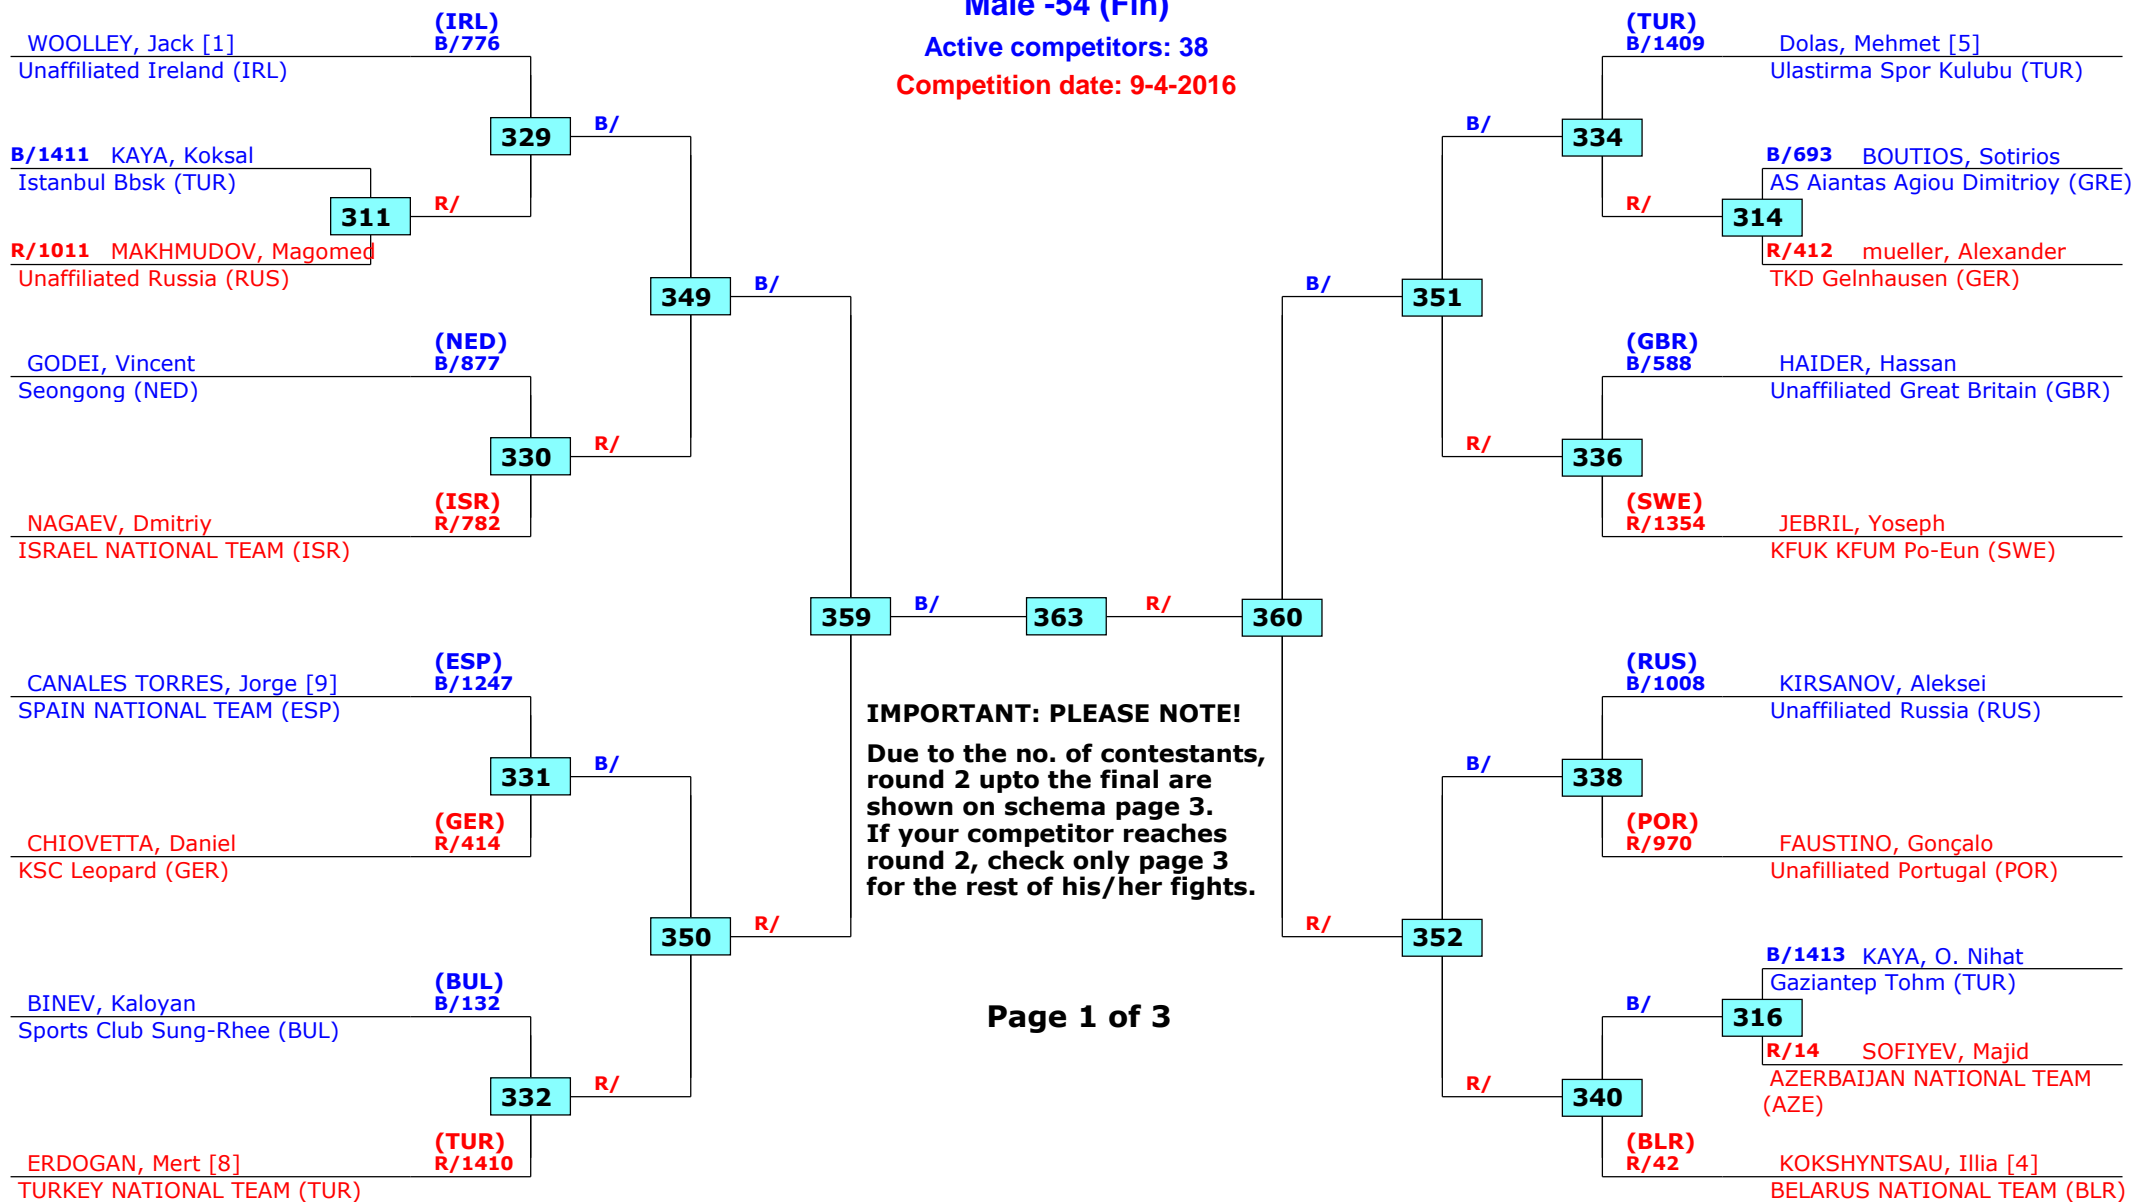 Male -54 (Fin)
Active competitors: 38
Competition date: 9-4-2016
(IRL)
WOOLLEY, Jack [1] B/776
Unaffiliated Ireland (IRL)
329
B/
B/1411 KAYA, Koksal
Istanbul Bbsk (TUR)
311
R/
R/1011 MAKHMUDOV, Magomed
Unaffiliated Russia (RUS)
349
B/
(NED)
GODEI, Vincent B/877
Seongong (NED)
330
R/
(ISR)
NAGAEV, Dmitriy R/782
ISRAEL NATIONAL TEAM (ISR)
359
B/
363
R/
360
(ESP)
CANALES TORRES, Jorge [9] B/1247
SPAIN NATIONAL TEAM (ESP)
331
B/
(GER)
CHIOVETTA, Daniel R/414
KSC Leopard (GER)
350
R/
(BUL)
BINEV, Kaloyan B/132
Sports Club Sung-Rhee (BUL)
332
R/
(TUR)
ERDOGAN, Mert [8] R/1410
TURKEY NATIONAL TEAM (TUR)
IMPORTANT: PLEASE NOTE!
Due to the no. of contestants,
round 2 upto the final are
shown on schema page 3.
If your competitor reaches
round 2, check only page 3
for the rest of his/her fights.
Page 1 of 3
(TUR)
B/1409 Dolas, Mehmet [5]
Ulastirma Spor Kulubu (TUR)
B/
334
B/693 BOUTIOS, Sotirios
AS Aiantas Agiou Dimitrioy (GRE)
R/
314
R/412 mueller, Alexander
TKD Gelnhausen (GER)
B/
351
(GBR)
B/588 HAIDER, Hassan
Unaffiliated Great Britain (GBR)
R/
336
(SWE)
R/1354 JEBRIL, Yoseph
KFUK KFUM Po-Eun (SWE)
(RUS)
B/1008 KIRSANOV, Aleksei
Unaffiliated Russia (RUS)
B/
338
(POR)
R/970 FAUSTINO, Gonçalo
Unafilliated Portugal (POR)
R/
352
B/1413 KAYA, O. Nihat
Gaziantep Tohm (TUR)
B/
316
R/14 SOFIYEV, Majid
AZERBAIJAN NATIONAL TEAM
(AZE)
R/
340
(BLR)
R/42 KOKSHYNTSAU, Illia [4]
BELARUS NATIONAL TEAM (BLR)